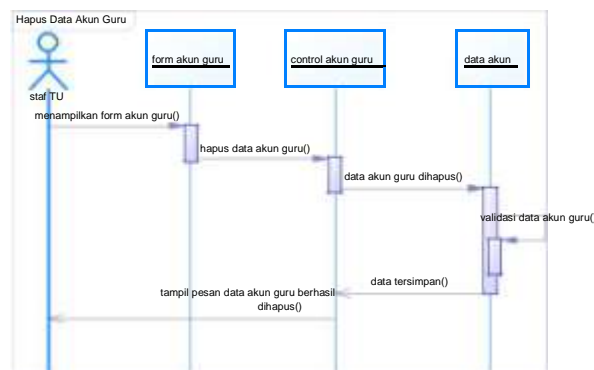 Hapus Data Akun Guru
form akun guru
control akun guru
data akun
staf TU
menampilkan form akun guru()
hapus data akun guru()
data akun guru dihapus()
validasi data akun guru(
data tersimpan()
tampil pesan data akun guru berhasil
dihapus()